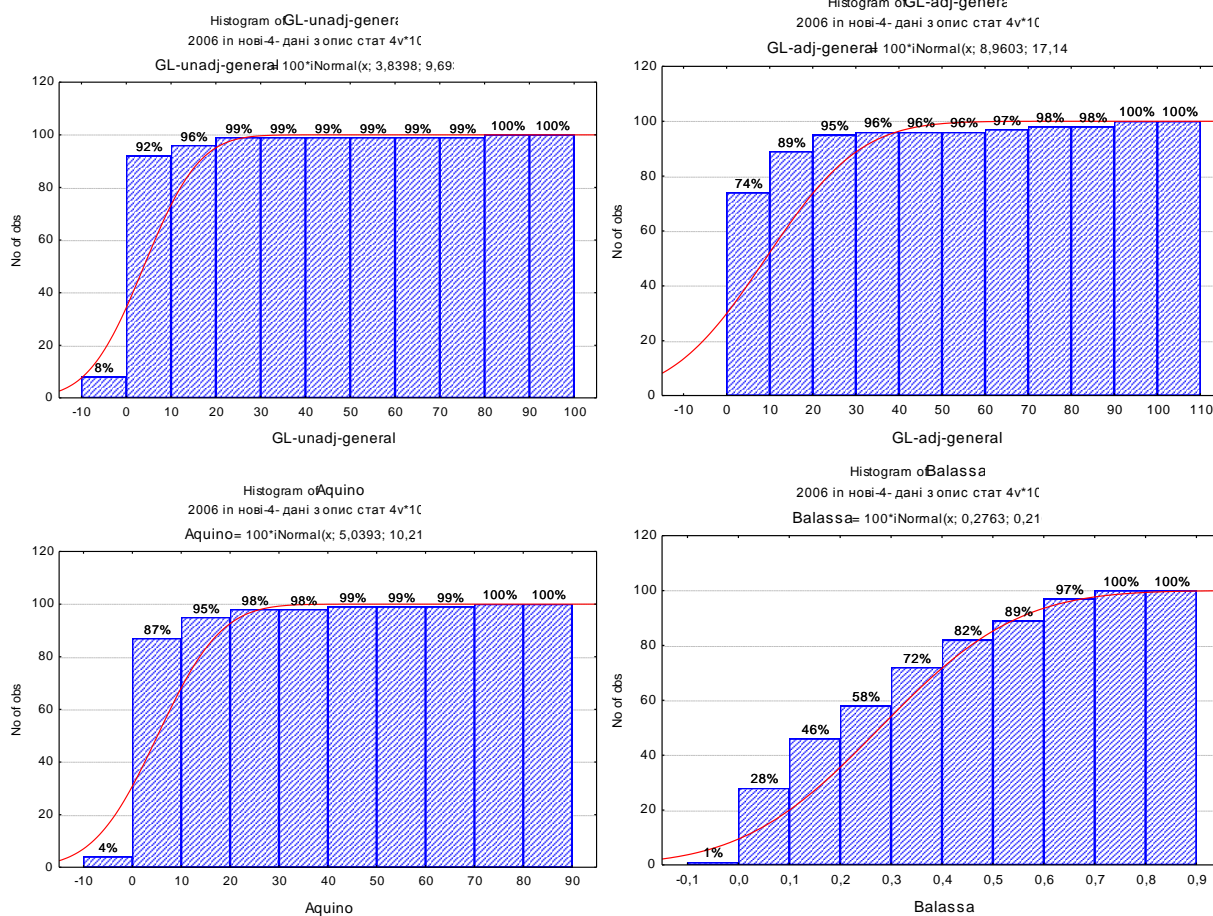 Histogram of GL-unadj-genera
2006 in нові-4- дані з опис стат 4v*10
GL-unadj-general = 100*iNormal(x; 3,8398; 9,69
120
100
80
60
40
20
0
No of obs
8%
92%
96%
99%
99%
99%
99%
99%
99%
100%
100%
-10 0 10 20 30 40 50 60 70 80 90 100
GL-unadj-general
Histogram of GL-adj-genera
2006 in нові-4- дані з опис стат 4v*10
GL-adj-general = 100*iNormal(x; 8,9603; 17,14
120
100
80
60
40
20
0
No of obs
74%
89%
95%
96%
96%
96%
97%
98%
98%
100%
100%
-10 0 10 20 30 40 50 60 70 80 90 100 110
GL-adj-general
Histogram of Aquino
2006 in нові-4- дані з опис стат 4v*10
Aquino = 100*iNormal(x; 5,0393; 10,21
120
100
80
60
40
20
0
No of obs
4%
87%
95%
98%
98%
99%
99%
99%
100%
100%
-10 0 10 20 30 40 50 60 70 80 90
Aquino
Histogram of Balassa
2006 in нові-4- дані з опис стат 4v*10
Balassa = 100*iNormal(x; 0,2763; 0,21
120
100
80
60
40
20
0
No of obs
1%
28%
46%
58%
72%
82%
89%
97%
100%
100%
-0,1 0,0 0,1 0,2 0,3 0,4 0,5 0,6 0,7 0,8 0,9
Balassa